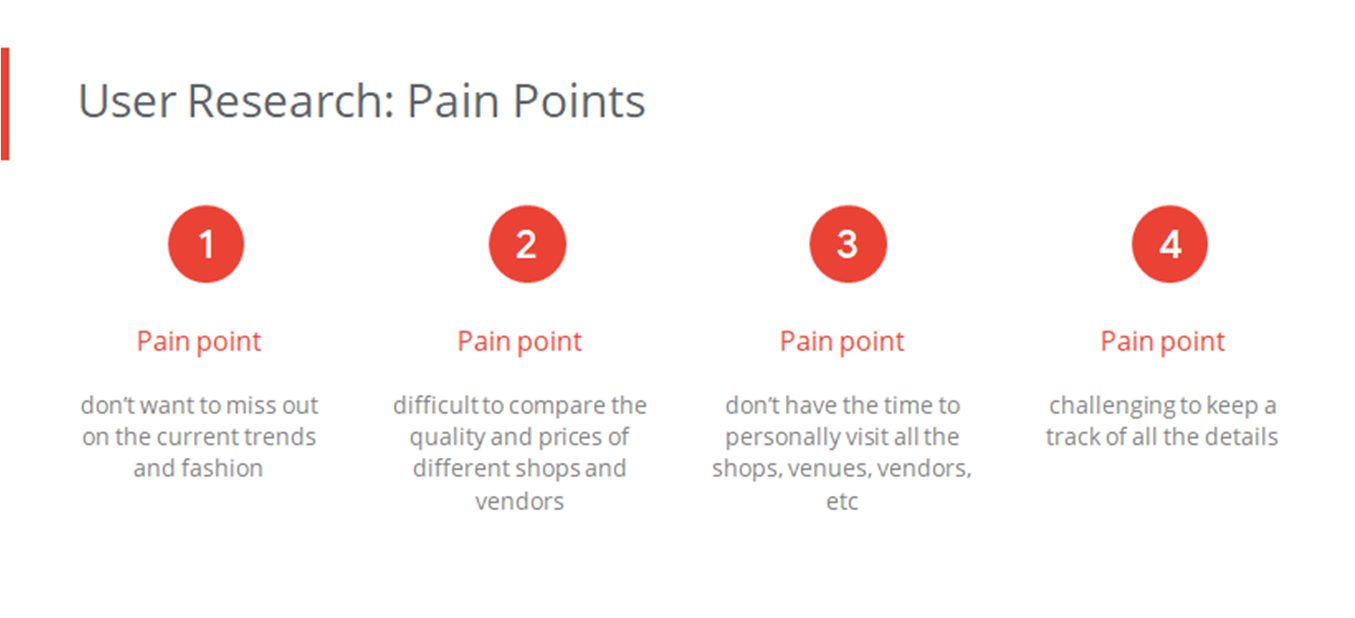 User Research: Pain Points
1
Pain point
don’t want to miss out
on the current trends
and fashion
2
Pain point
difficult to compare the
quality and prices of
different shops and
vendors
3
Pain point
don’t have the time to
personally visit all the
shops, venues, vendors,
etc
4
Pain point
challenging to keep a
track of all the details